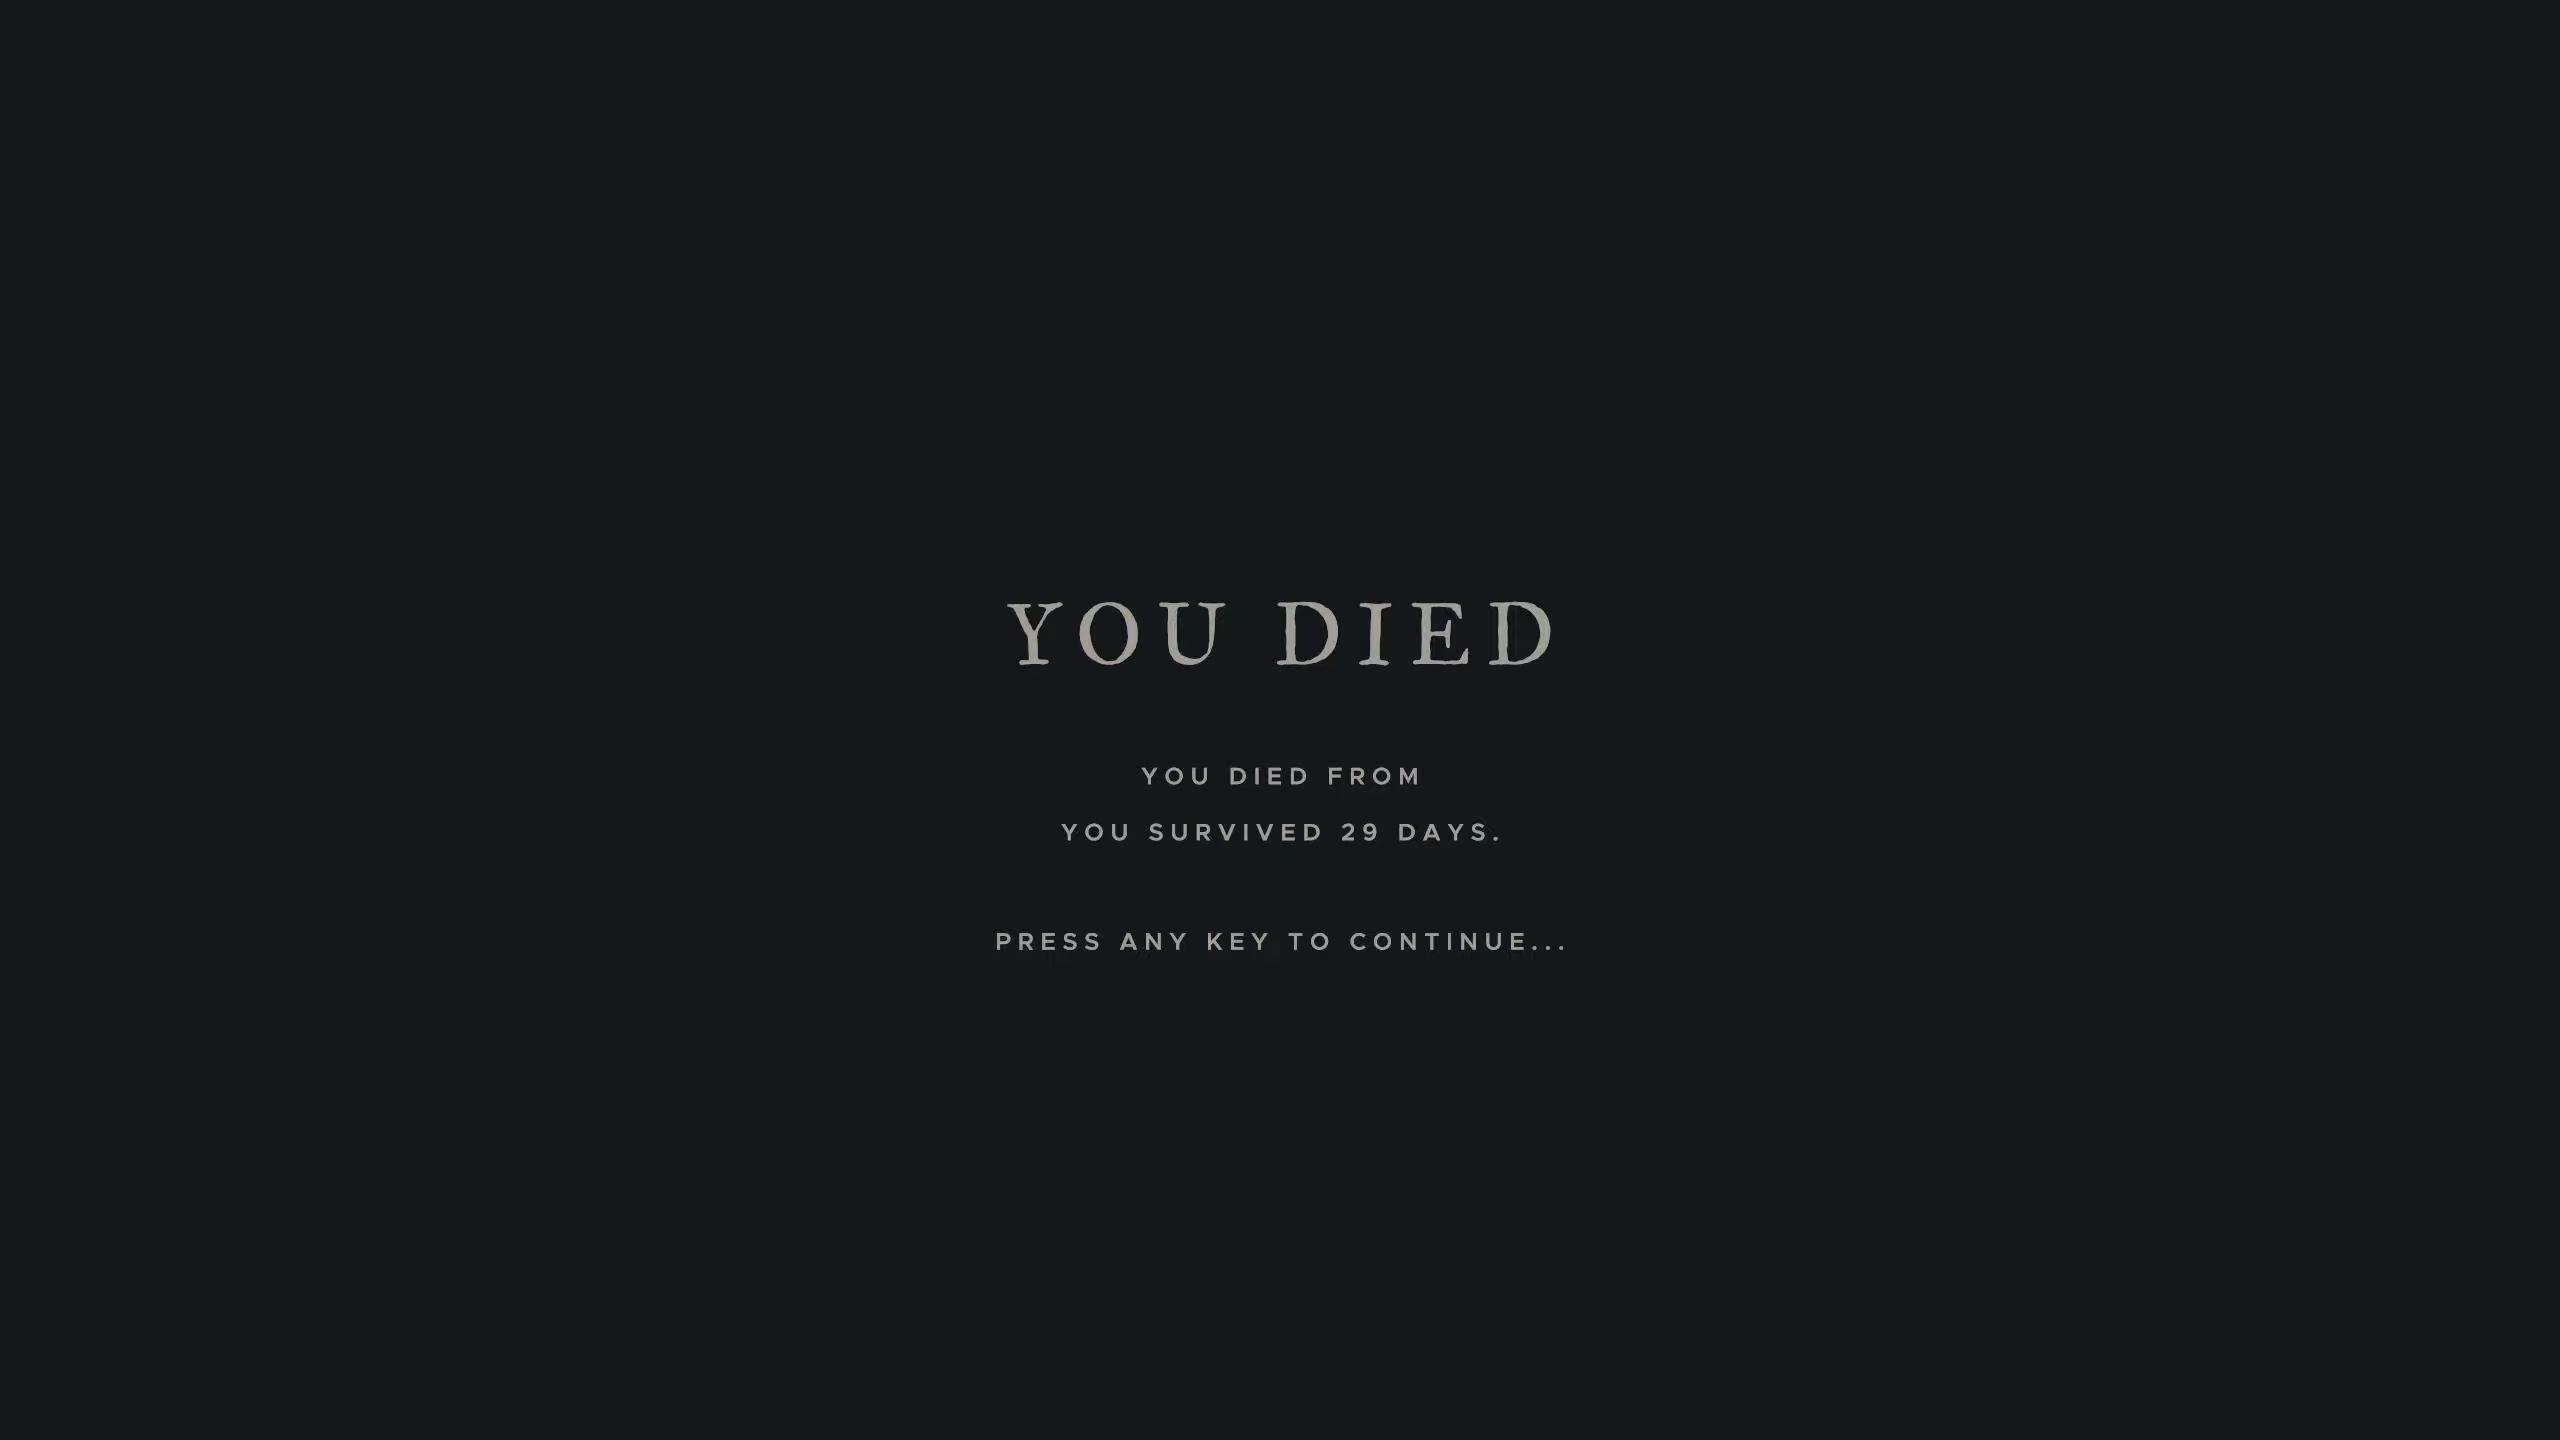 YOU DIED
YOU DIED FROM
YOU SURVIVED 29 DAYS.
PRESS ANY KEY TO CONTINUE...